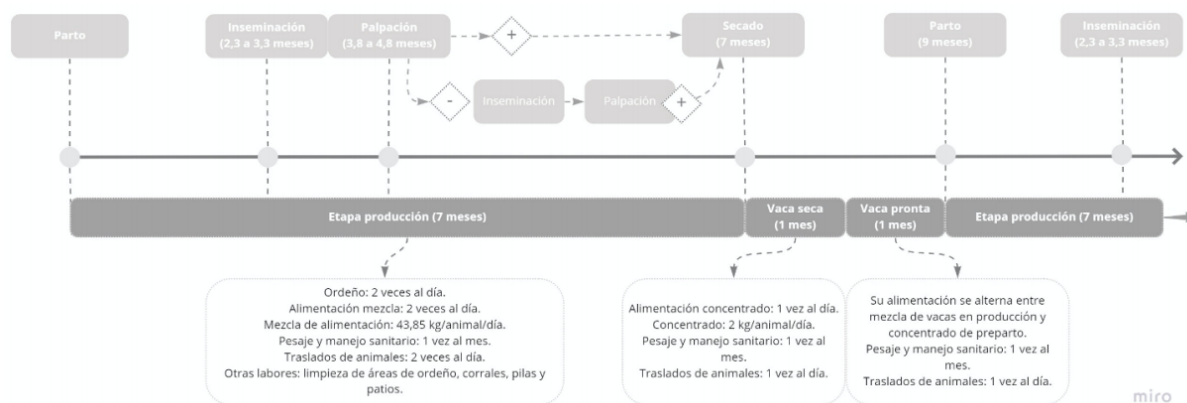 Parto
Inseminación
(2,3 a 3,3 meses)
Palpación
(3,8 a 4,8 meses)
+
Secado
(7 meses)
Parto
(9 meses)
Inseminación
(2,3 a 3,3 meses)
-
Inseminación
Palpación
+
Etapa producción (7 meses)
Vaca seca
(1 mes)
Vaca pronta
(1 mes)
Etapa producción (7 meses)
Ordeño: 2 veces al día.
Alimentación mezcla: 2 veces al día.
Mezcla de alimentación: 43,85 kg/animal/día.
Pesaje y manejo sanitario: 1 vez al mes.
Traslados de animales: 2 veces al día.
Otras labores: limpieza de áreas de ordeño, corrales, pilas y
patios.
Alimentación concentrado: 1 vez al día.
Concentrado: 2 kg/animal/día.
Pesaje y manejo sanitario: 1 vez al
mes.
Traslados de animales: 1 vez al día.
Su alimentación se alterna entre
mezcla de vacas en producción y
concentrado de preparto.
Pesaje y manejo sanitario: 1 vez al
mes.
Traslados de animales: 1 vez al día.
miro